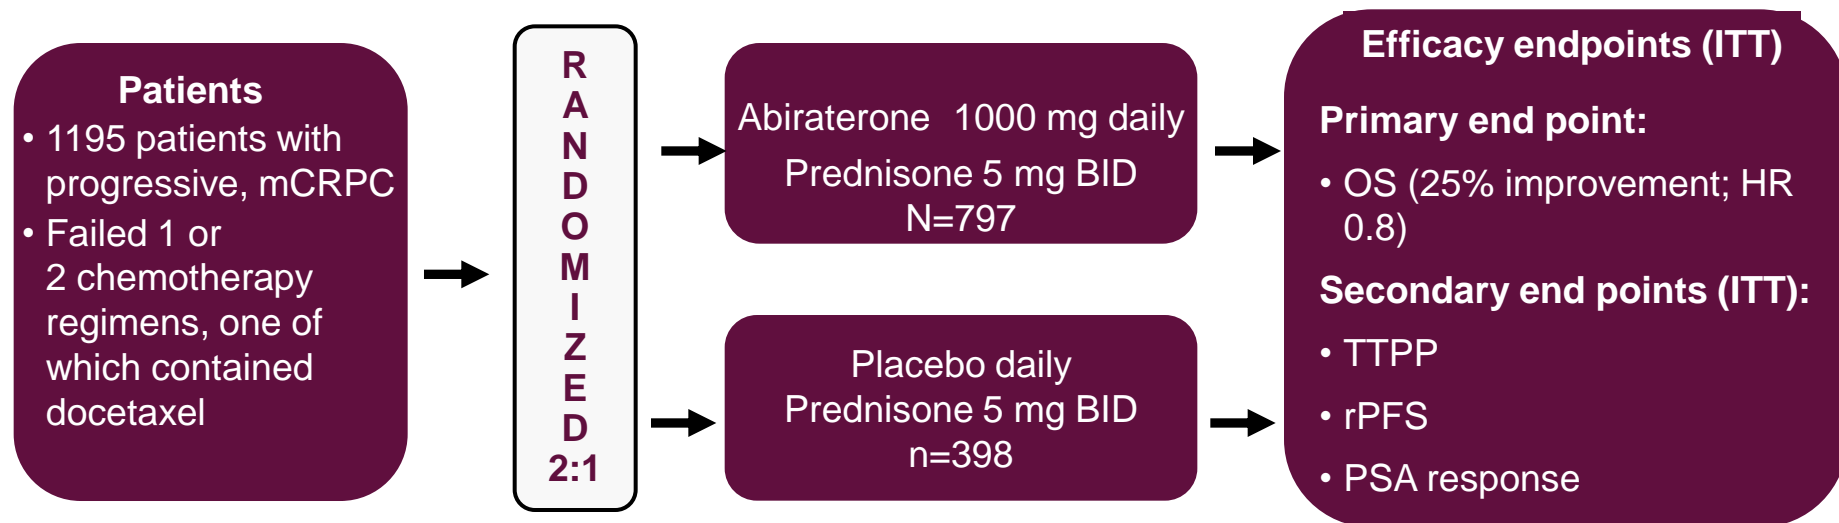 Patients
• 1195 patients with
progressive, mCRPC
• Failed 1 or
2 chemotherapy
regimens, one of
which contained
docetaxel
R
A
N
D
O
M
I
Z
E
D
2:1
Abiraterone 1000 mg daily
Prednisone 5 mg BID
N=797
Placebo daily
Prednisone 5 mg BID
n=398
Efficacy endpoints (ITT)
Primary end point:
• OS (25% improvement; HR
0.8)
Secondary end points (ITT):
• TTPP
• rPFS
• PSA response